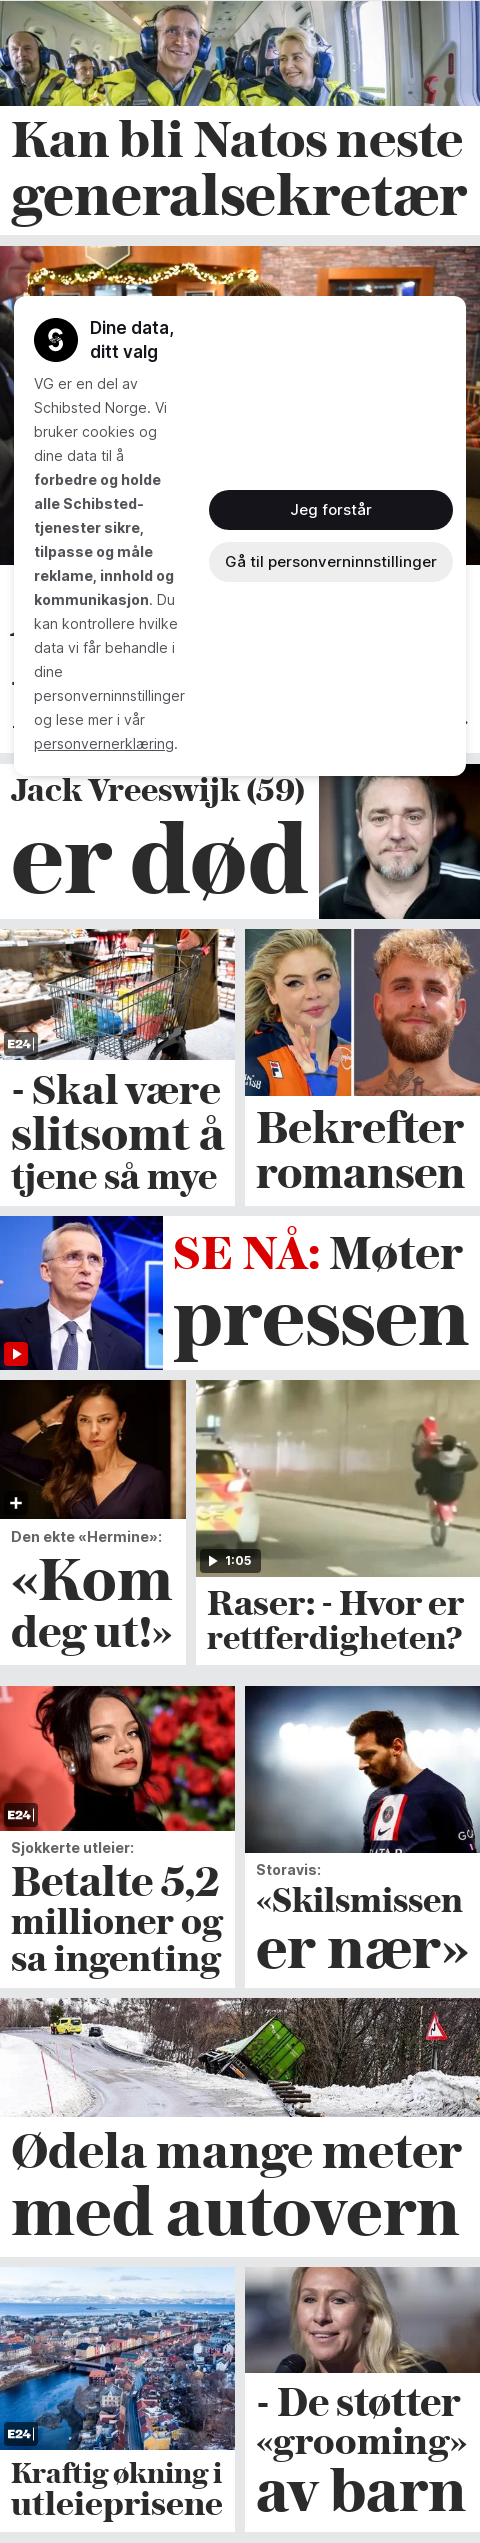 Kan bli Natos neste
generalsekretær
Dine data,
ditt valg
VG er en del av
Schibsted Norge. Vi
bruker cookies og
dine data til å
forbedre og holde
alle Schibsted-
tjenester sikre,
tilpasse og måle
reklame, innhold og
kommunikasjon. Du
kan kontrollere hvilke
data vi får behandle i
dine
personverninnstillinger
og lese mer i vår
personvernerklæring.
Jeg forstår
Gå til personverninnstillinger
Jack Vreeswijk (59)
er død
E24
- Skal være
slitsomt å
tjene så mye
Bekrefter
romansen
SE NÅ: Møter
pressen
Den ekte «Hermine»:
«Kom
deg ut!»
1:05
Raser: - Hvor er
rettferdigheten?
E24
Sjokkerte utleier:
Betalte 5,2
millioner og
sa ingenting
Storavis:
«Skilsmissen
er nær»
Ødela mange meter
med autovern
E24
Kraftig økning i
utleieprisene
- De støtter
«grooming»
av barn